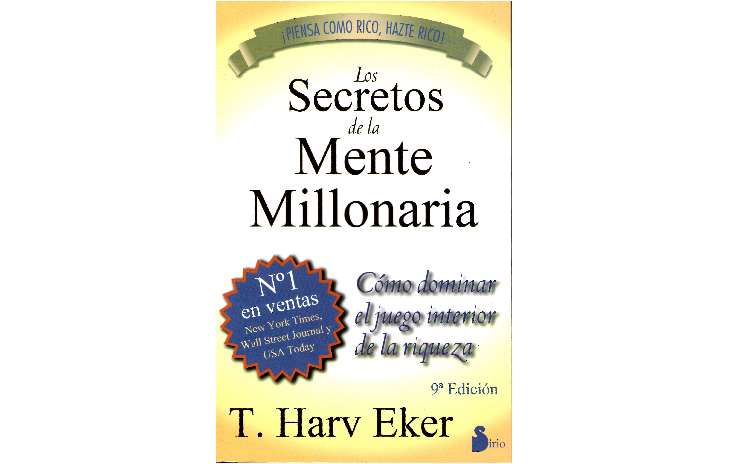 ¡PIENSA COMO RICO, HAZTE RICO!
Los
Secretos
de la
Mente
Millonaria
Nº1
en ventas
New York Times,
Wall Street Journal y
USA Today
Cómo dominar
el juego interior
de la riqueza
9ª Edición
T. Harv Eker
Sirio